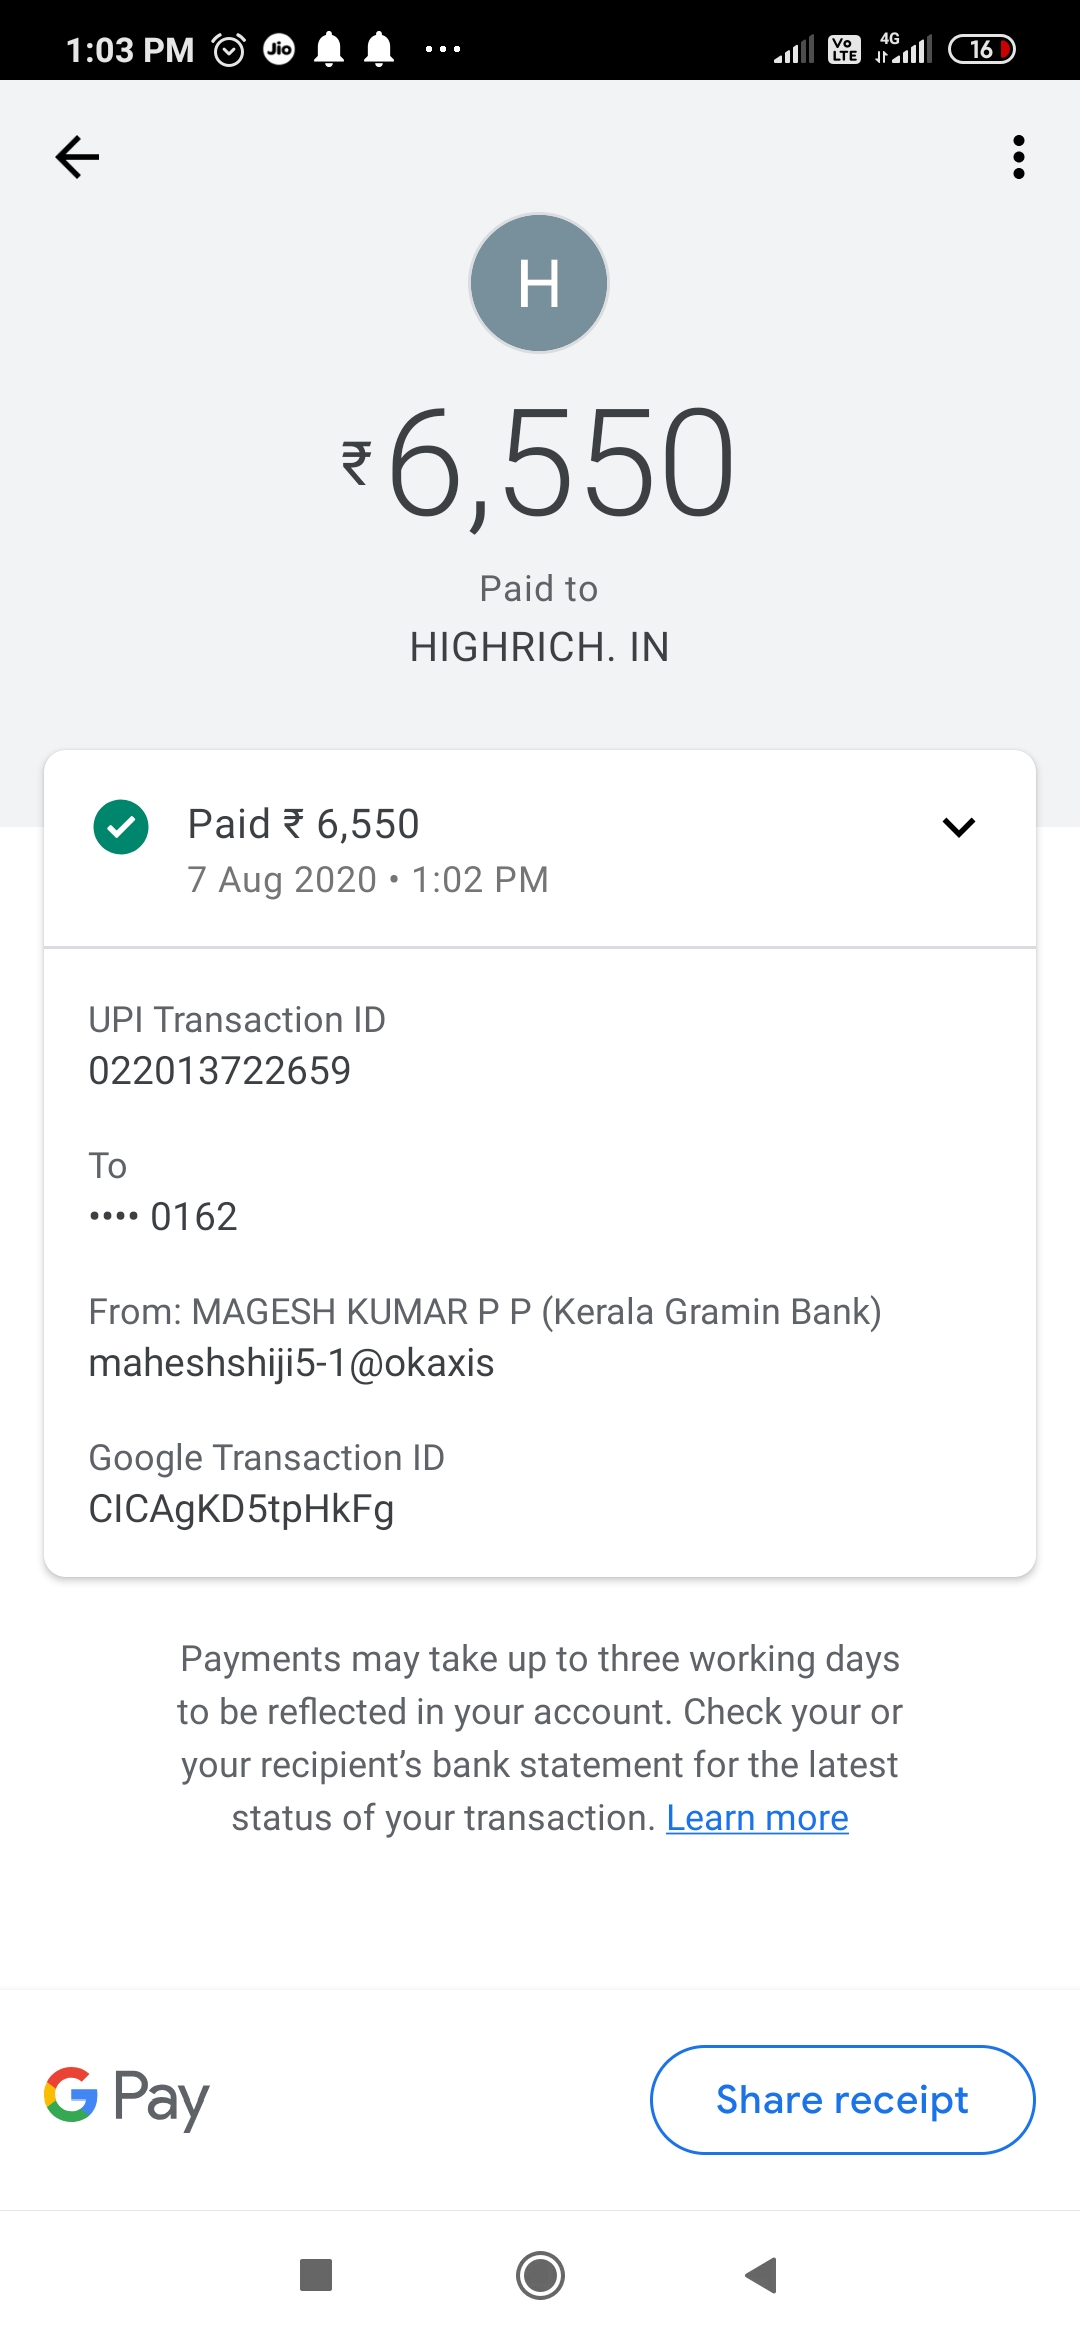 1:03 PM Jio ... Vo LTE 4G 16
H
₹6,550
Paid to
HIGHRICH. IN
Paid ₹ 6,550
7 Aug 2020 • 1:02 PM
UPI Transaction ID
022013722659
To
•••• 0162
From: MAGESH KUMAR P P (Kerala Gramin Bank)
maheshshiji5-1@okaxis
Google Transaction ID
CICAgKD5tpHkFg
Payments may take up to three working days
to be reflected in your account. Check your or
your recipient’s bank statement for the latest
status of your transaction. Learn more
G Pay
Share receipt